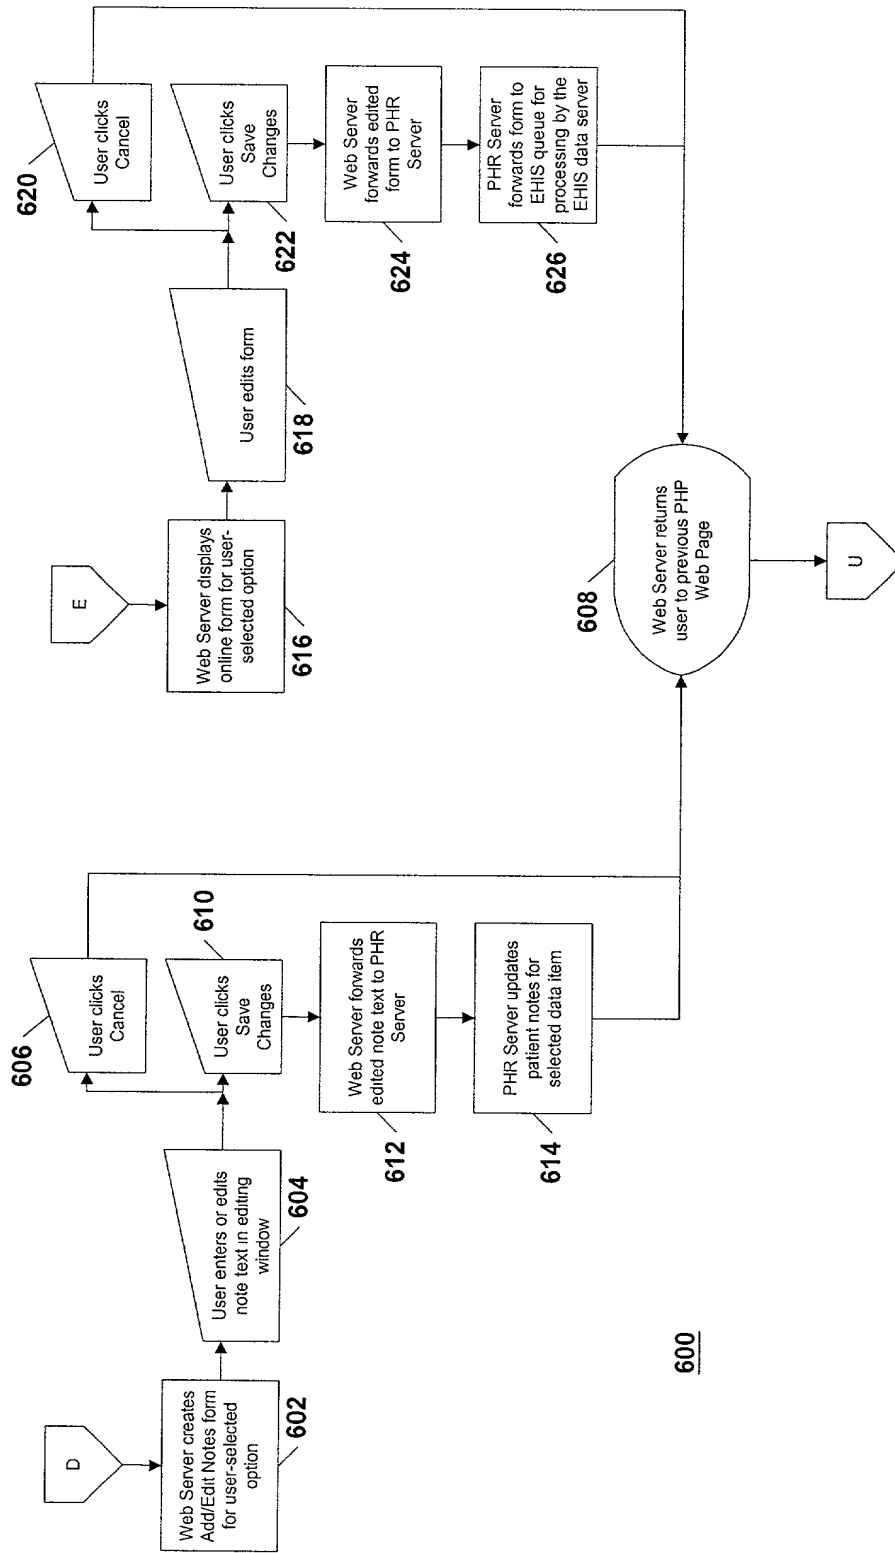 D
Web Server creates
Add/Edit Notes form
for user-selected
option
602
User enters or edits
note text in editing
window
604
User clicks
Cancel
606
User clicks
Save
Changes
610
Web Server forwards
edited note text to PHR
Server
612
PHR Server updates
patient notes for
selected data item
614
E
Web Server displays
online form for user-
selected option
616
User edits form
618
User clicks
Cancel
620
User clicks
Save
Changes
622
Web Server
forwards edited
form to PHR
Server
624
PHR Server
forwards form to
EHIS queue for
processing by the
EHIS data server
626
Web Server returns
user to previous PHP
Web Page
608
U
600